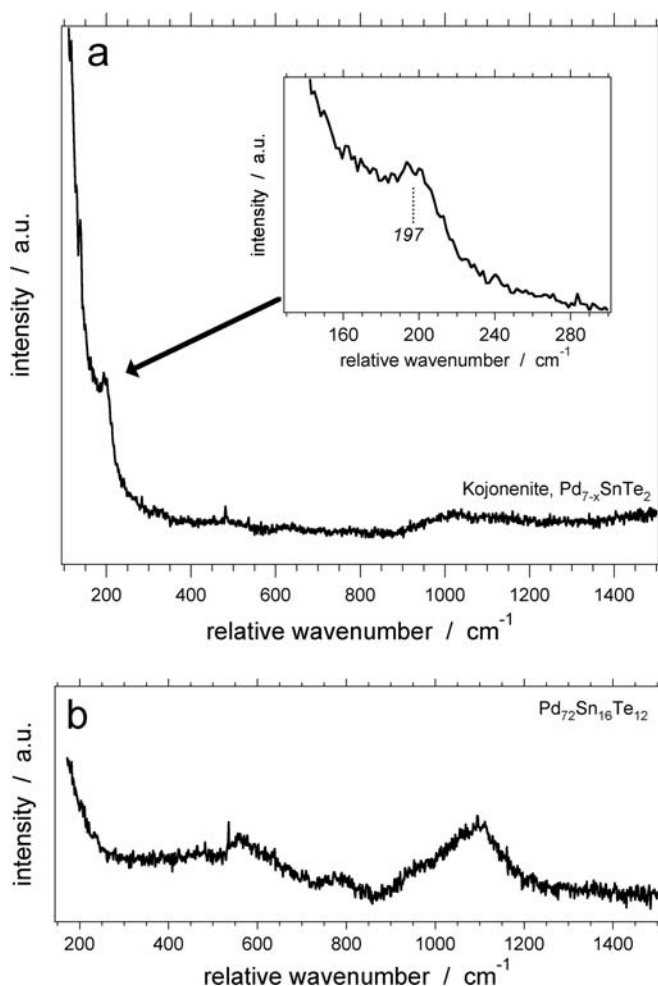 a
intensity / a.u.
intensity / a.u.
197
160 200 240 280
relative wavenumber / cm⁻¹
Kojonenite, Pd₇₋ₓSnTe₂
200 400 600 800 1000 1200 1400
relative wavenumber / cm⁻¹
b
Pd₇₂Sn₁₆Te₁₂
intensity / a.u.
200 400 600 800 1000 1200 1400
relative wavenumber / cm⁻¹